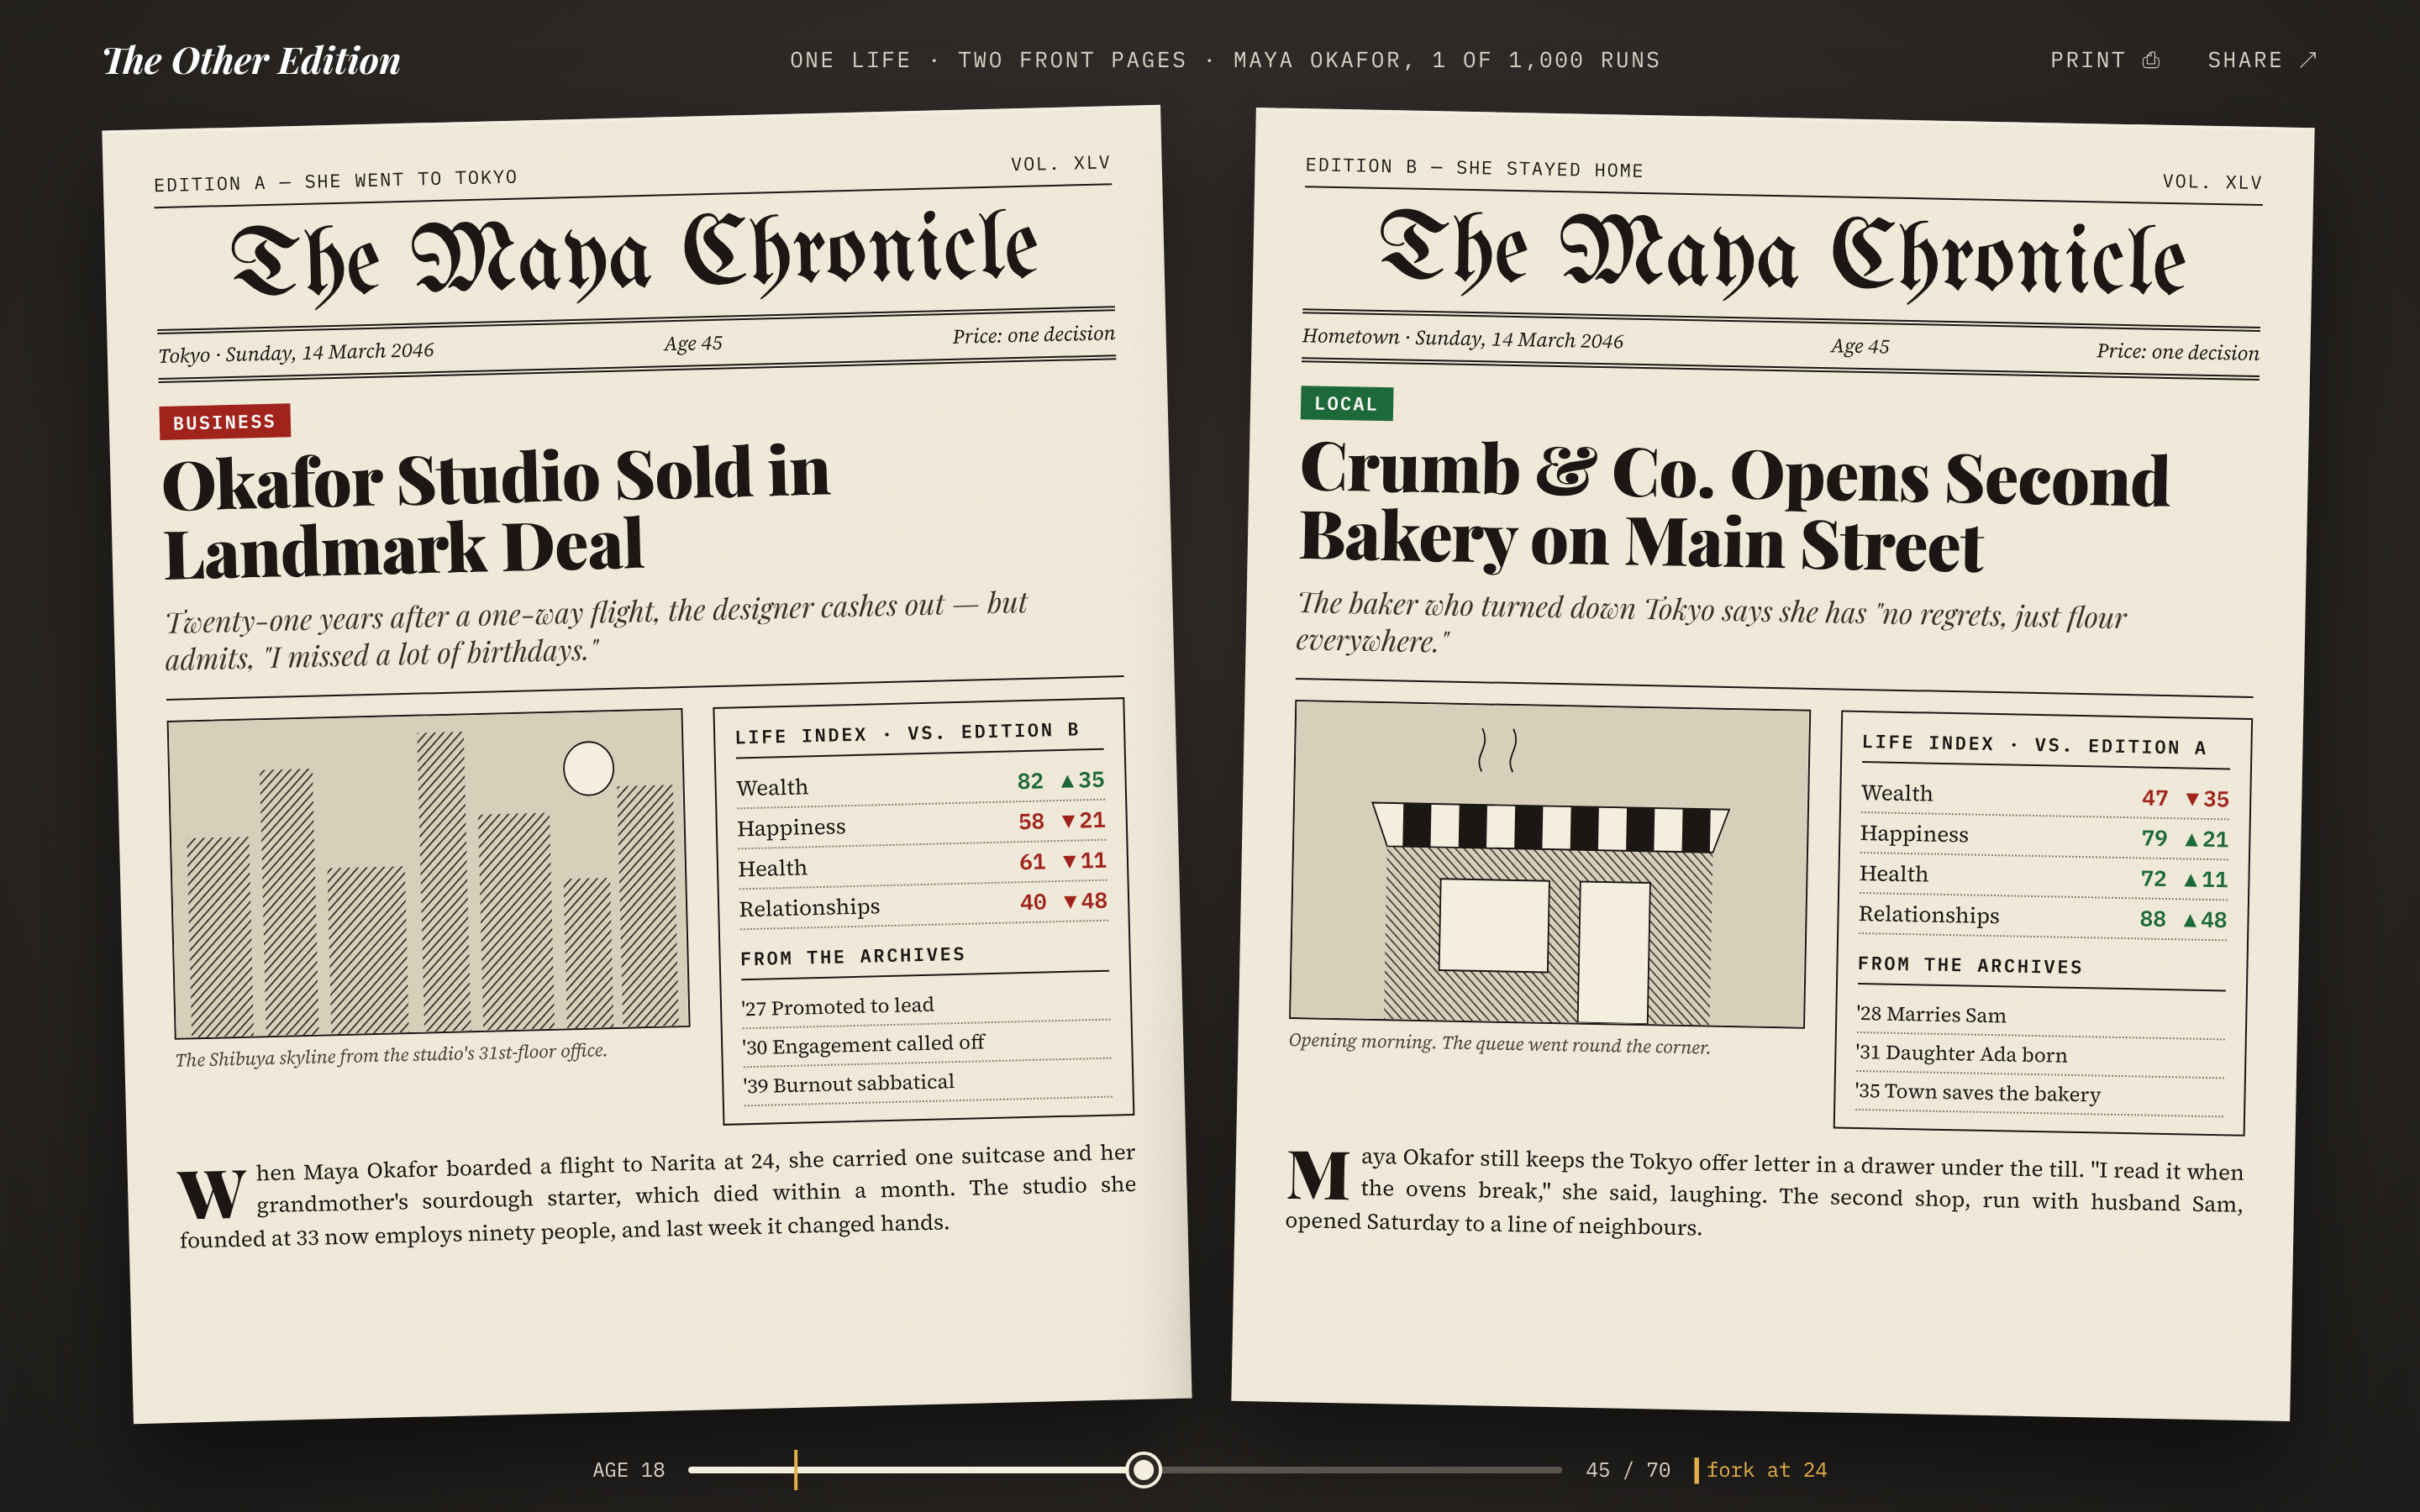 The Other Edition
ONE LIFE · TWO FRONT PAGES · MAYA OKAFOR, 1 OF 1,000 RUNS
PRINT ⎙ SHARE ↗
EDITION A — SHE WENT TO TOKYO
VOL. XLV
The Maya Chronicle
Tokyo · Sunday, 14 March 2046
Age 45
Price: one decision
BUSINESS
Okafor Studio Sold in
Landmark Deal
Twenty-one years after a one-way flight, the designer cashes out — but
admits, "I missed a lot of birthdays."
The Shibuya skyline from the studio's 31st-floor office.
LIFE INDEX · VS. EDITION B
Wealth 82 ▲35
Happiness 58 ▼21
Health 61 ▼11
Relationships 40 ▼48
FROM THE ARCHIVES
'27 Promoted to lead
'30 Engagement called off
'39 Burnout sabbatical
When Maya Okafor boarded a flight to Narita at 24, she carried one suitcase and her
grandmother's sourdough starter, which died within a month. The studio she
founded at 33 now employs ninety people, and last week it changed hands.
EDITION B — SHE STAYED HOME
VOL. XLV
The Maya Chronicle
Hometown · Sunday, 14 March 2046
Age 45
Price: one decision
LOCAL
Crumb & Co. Opens Second
Bakery on Main Street
The baker who turned down Tokyo says she has "no regrets, just flour
everywhere."
Opening morning. The queue went round the corner.
LIFE INDEX · VS. EDITION A
Wealth 47 ▼35
Happiness 79 ▲21
Health 72 ▲11
Relationships 88 ▲48
FROM THE ARCHIVES
'28 Marries Sam
'31 Daughter Ada born
'35 Town saves the bakery
Maya Okafor still keeps the Tokyo offer letter in a drawer under the till. "I read it when
the ovens break," she said, laughing. The second shop, run with husband Sam,
opened Saturday to a line of neighbours.
AGE 18
45 / 70
fork at 24